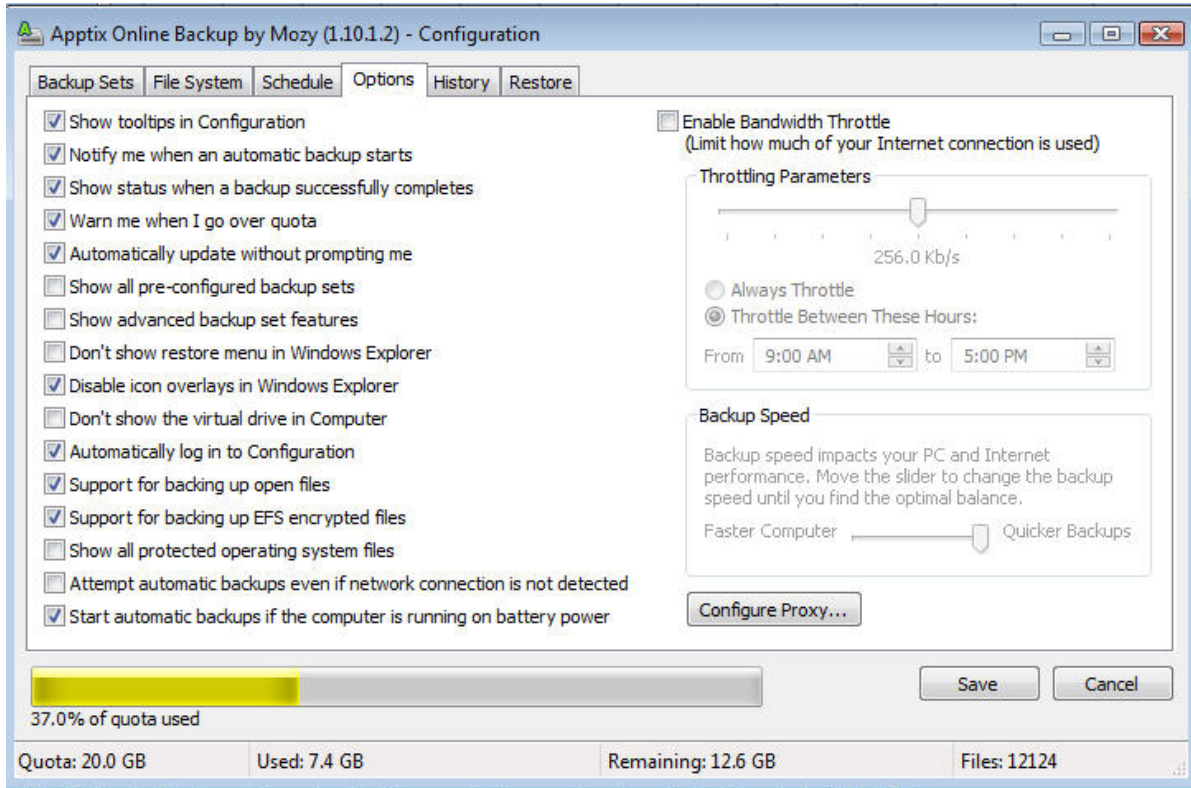 Apptix Online Backup by Mozy (1.10.1.2) - Configuration
Backup Sets File System Schedule Options History Restore
Show tooltips in Configuration
Notify me when an automatic backup starts
Show status when a backup successfully completes
Warn me when I go over quota
Automatically update without prompting me
Show all pre-configured backup sets
Show advanced backup set features
Don't show restore menu in Windows Explorer
Disable icon overlays in Windows Explorer
Don't show the virtual drive in Computer
Automatically log in to Configuration
Support for backing up open files
Support for backing up EFS encrypted files
Show all protected operating system files
Attempt automatic backups even if network connection is not detected
Start automatic backups if the computer is running on battery power
Enable Bandwidth Throttle
(Limit how much of your Internet connection is used)
Throttling Parameters
256.0 Kb/s
Always Throttle
Throttle Between These Hours:
From 9:00 AM to 5:00 PM
Backup Speed
Backup speed impacts your PC and Internet
performance. Move the slider to change the backup
speed until you find the optimal balance.
Faster Computer Quicker Backups
Configure Proxy...
Save Cancel
37.0% of quota used
Quota: 20.0 GB Used: 7.4 GB Remaining: 12.6 GB Files: 12124